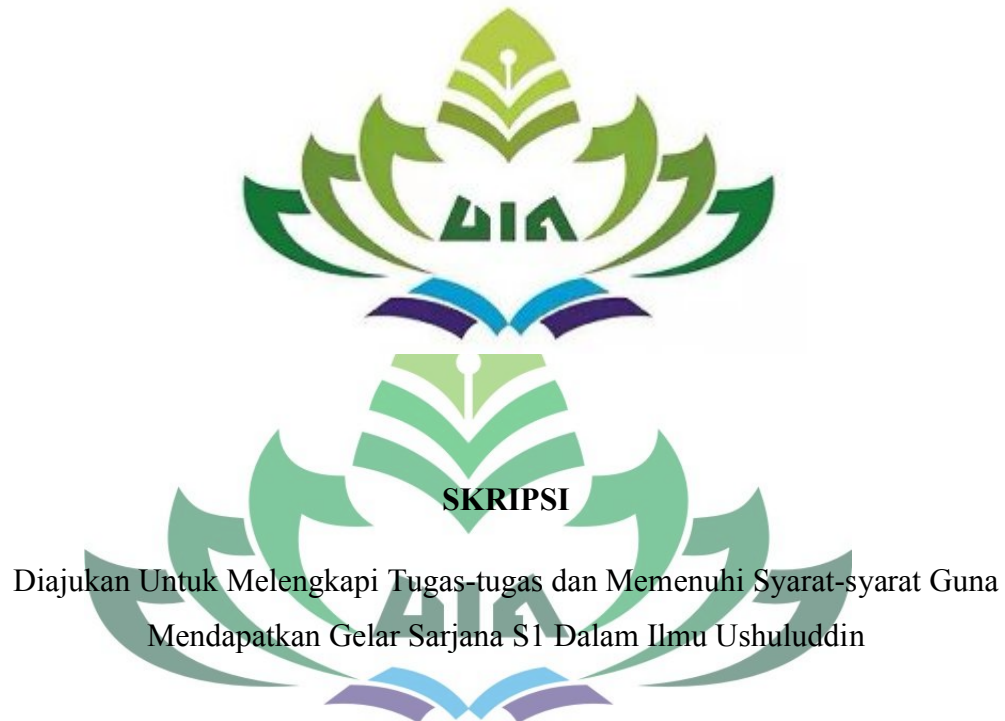 UIN
SKRIPSI
Diajukan Untuk Melengkapi Tugas-tugas dan Memenuhi Syarat-syarat Guna
Mendapatkan Gelar Sarjana S1 Dalam Ilmu Ushuluddin
UIN